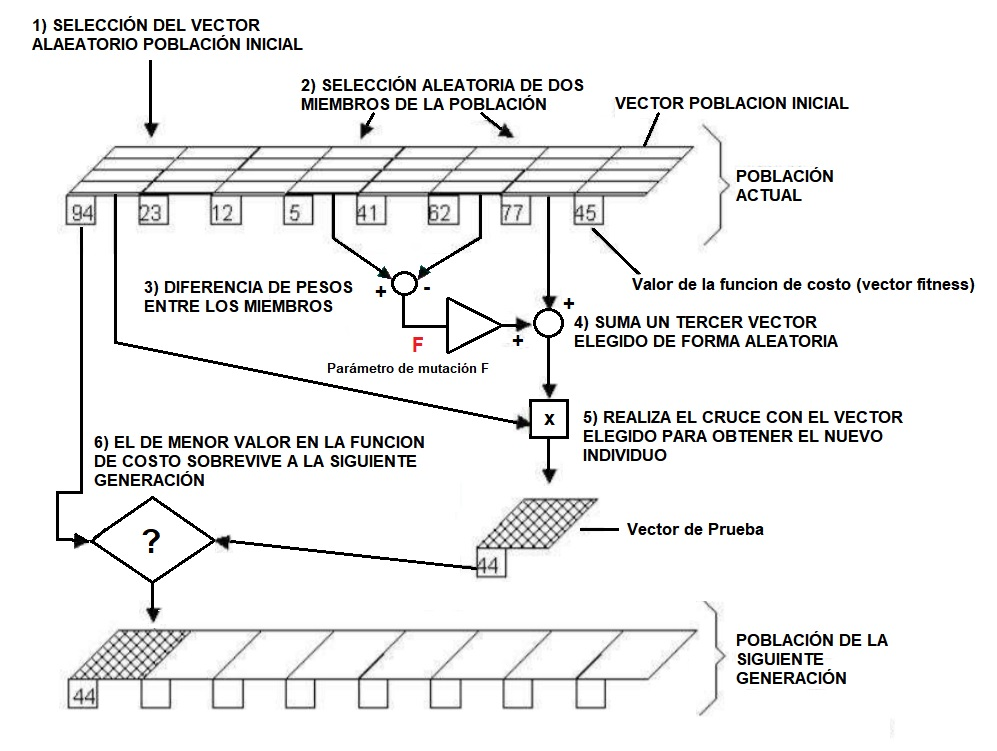 1) SELECCIÓN DEL VECTOR
ALAEATORIO POBLACIÓN INICIAL
2) SELECCIÓN ALEATORIA DE DOS
MIEMBROS DE LA POBLACIÓN
VECTOR POBLACION INICIAL
POBLACIÓN
ACTUAL
94 23 12 5 41 62 77 45
Valor de la funcion de costo (vector fitness)
3) DIFERENCIA DE PESOS
ENTRE LOS MIEMBROS
+ -
F
Parámetro de mutación F
+
+
4) SUMA UN TERCER VECTOR
ELEGIDO DE FORMA ALEATORIA
x
5) REALIZA EL CRUCE CON EL VECTOR
ELEGIDO PARA OBTENER EL NUEVO
INDIVIDUO
6) EL DE MENOR VALOR EN LA FUNCION
DE COSTO SOBREVIVE A LA SIGUIENTE
GENERACIÓN
?
Vector de Prueba
44
POBLACIÓN DE LA
SIGUIENTE
GENERACIÓN
44